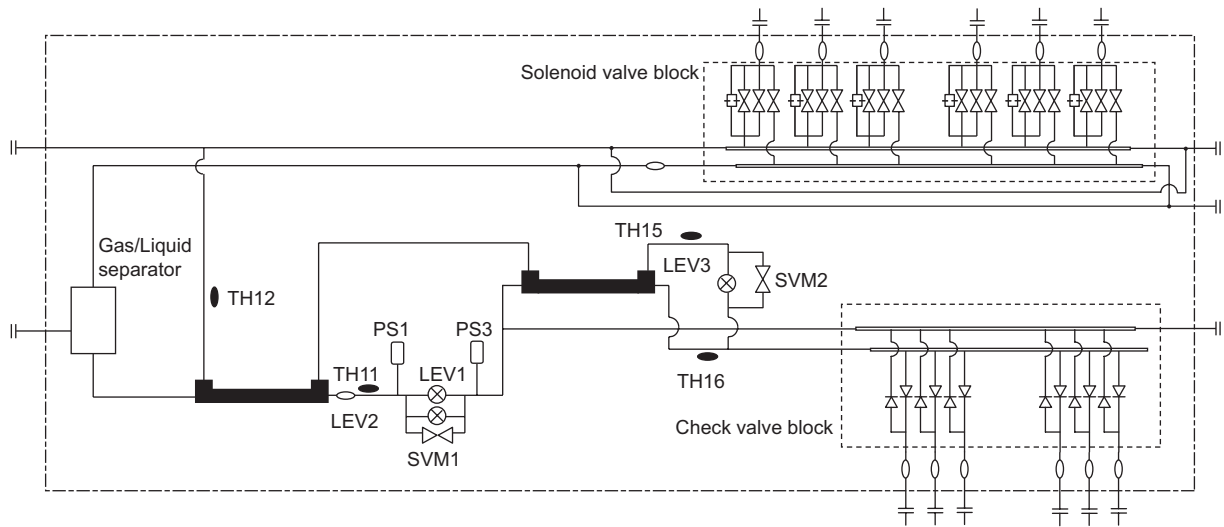 Solenoid valve block
Gas/Liquid
separator
TH12
TH15
LEV3
SVM2
PS1
PS3
TH11
LEV1
TH16
LEV2
SVM1
Check valve block